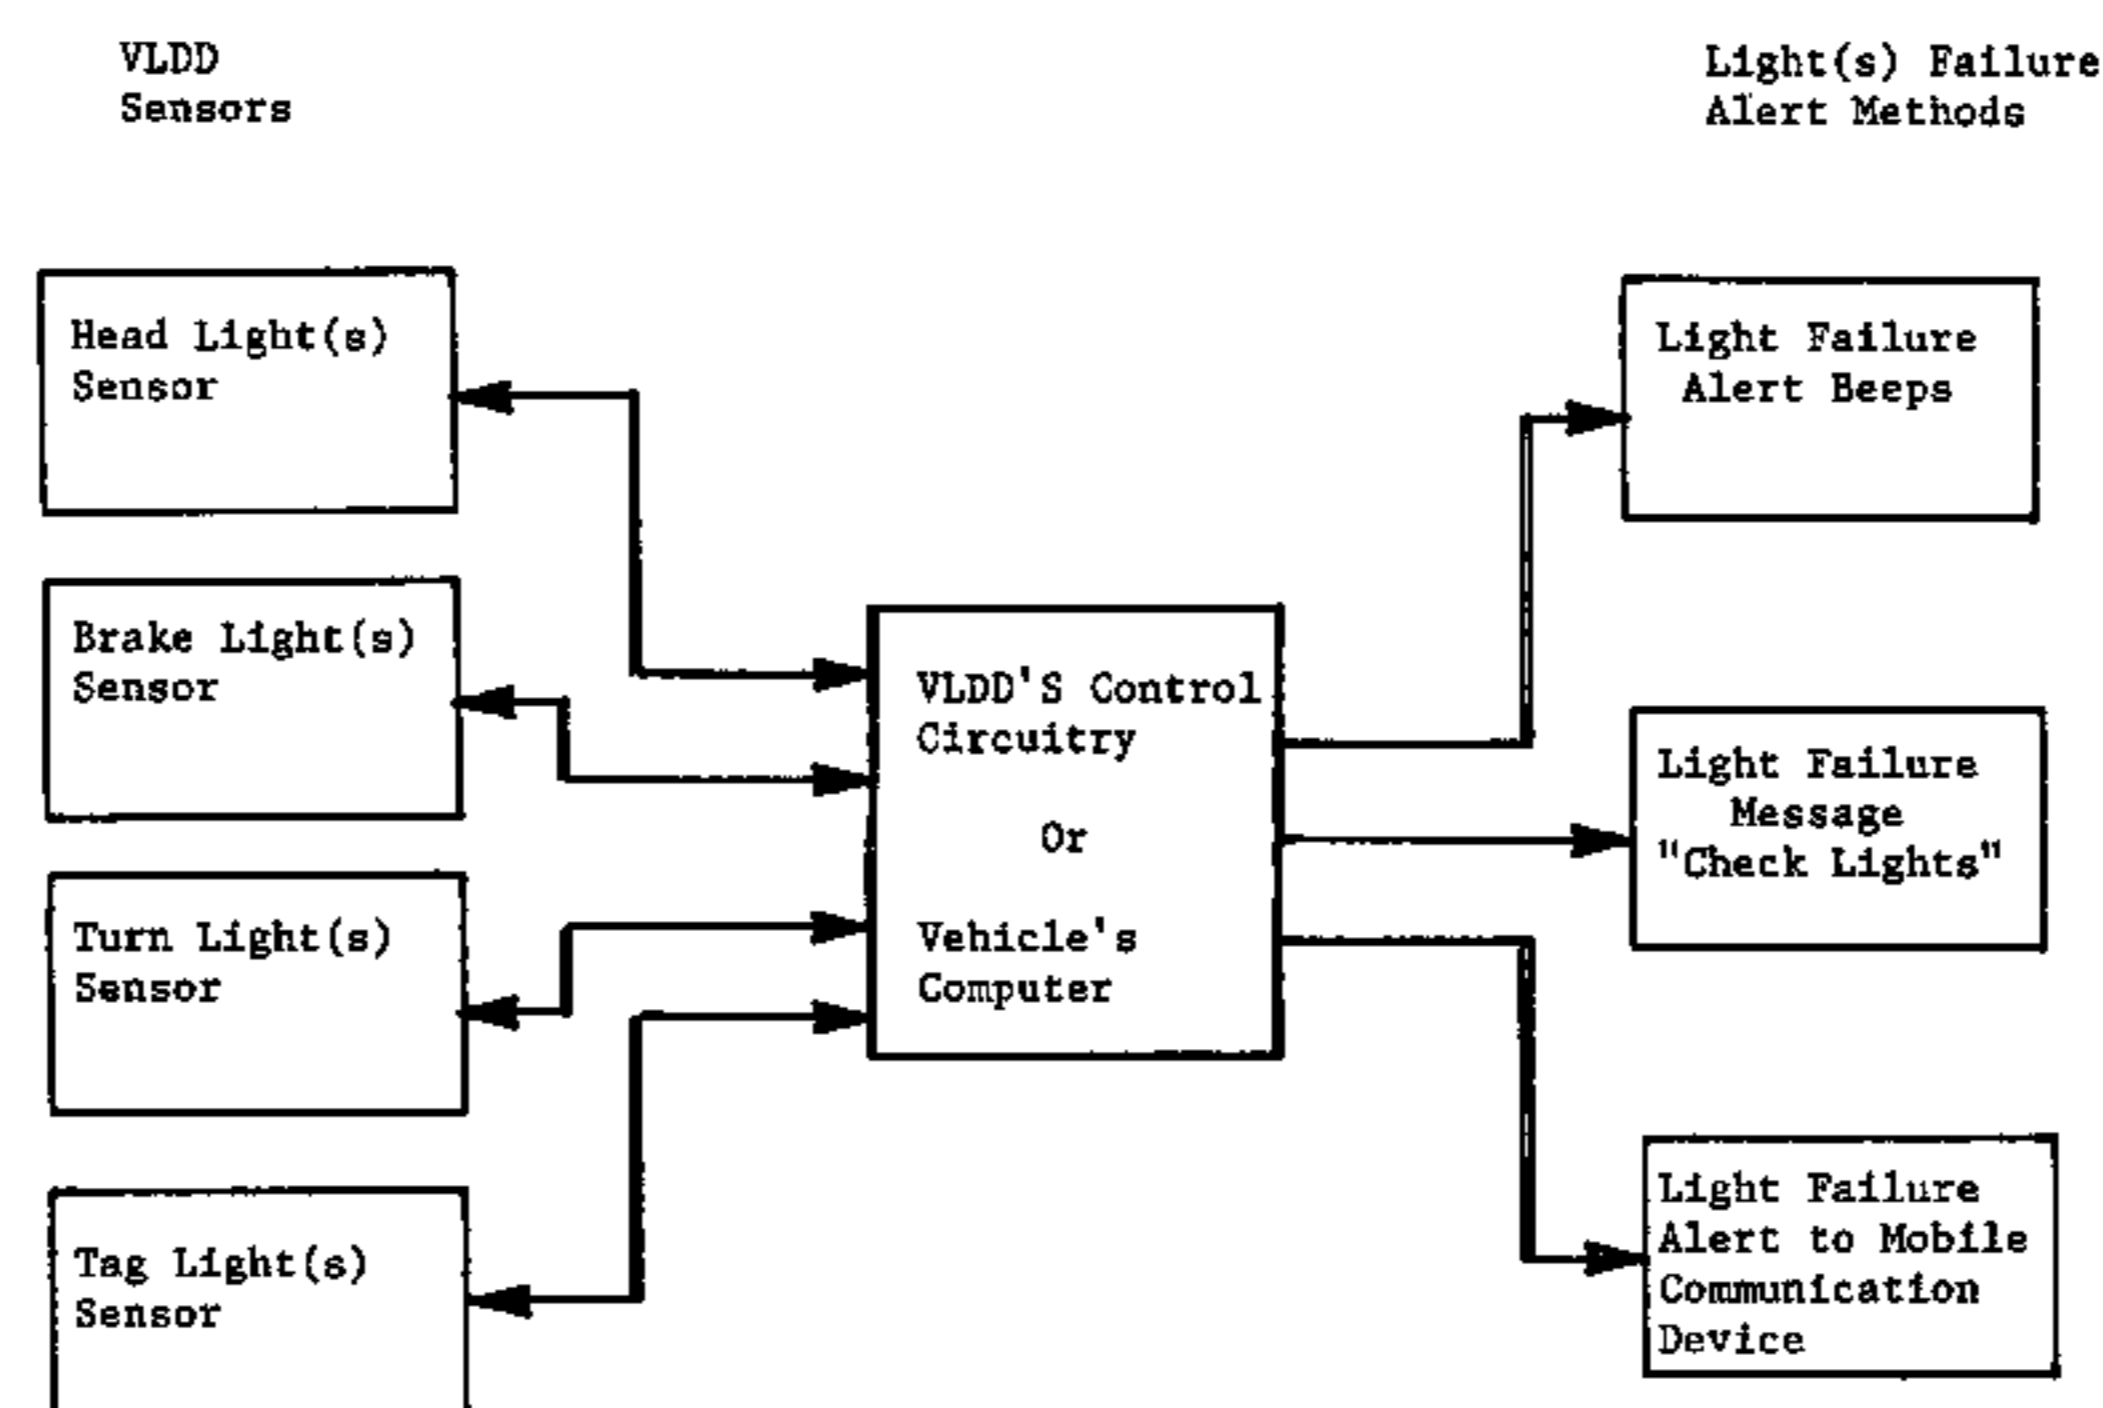 VLDD
Sensors
Light(s) Failure
Alert Methods
Head Light(s)
Sensor
Brake Light(s)
Sensor
Turn Light(s)
Sensor
Tag Light(s)
Sensor
VLDD'S Control
Circuitry
Or
Vehicle's
Computer
Light Failure
Alert Beeps
Light Failure
Message
"Check Lights"
Light Failure
Alert to Mobile
Communication
Device